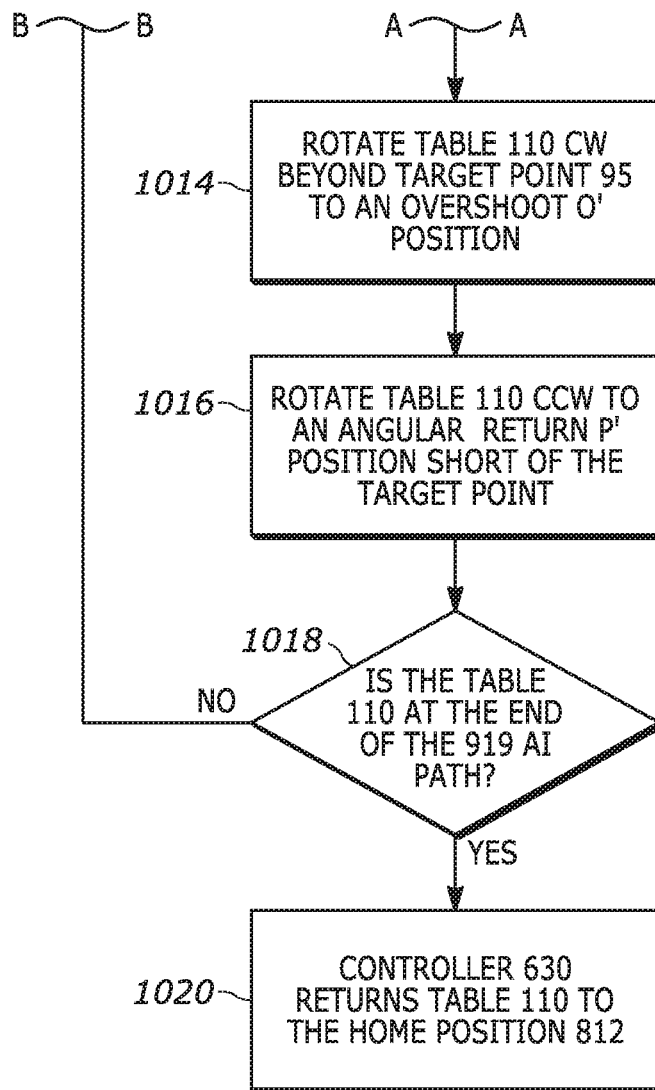 B B A A
1014
ROTATE TABLE 110 CW
BEYOND TARGET POINT 95
TO AN OVERSHOOT O'
POSITION
1016
ROTATE TABLE 110 CCW TO
AN ANGULAR RETURN P'
POSITION SHORT OF THE
TARGET POINT
1018
IS THE TABLE
110 AT THE END
OF THE 919 AI
PATH?
NO
YES
1020
CONTROLLER 630
RETURNS TABLE 110 TO
THE HOME POSITION 812